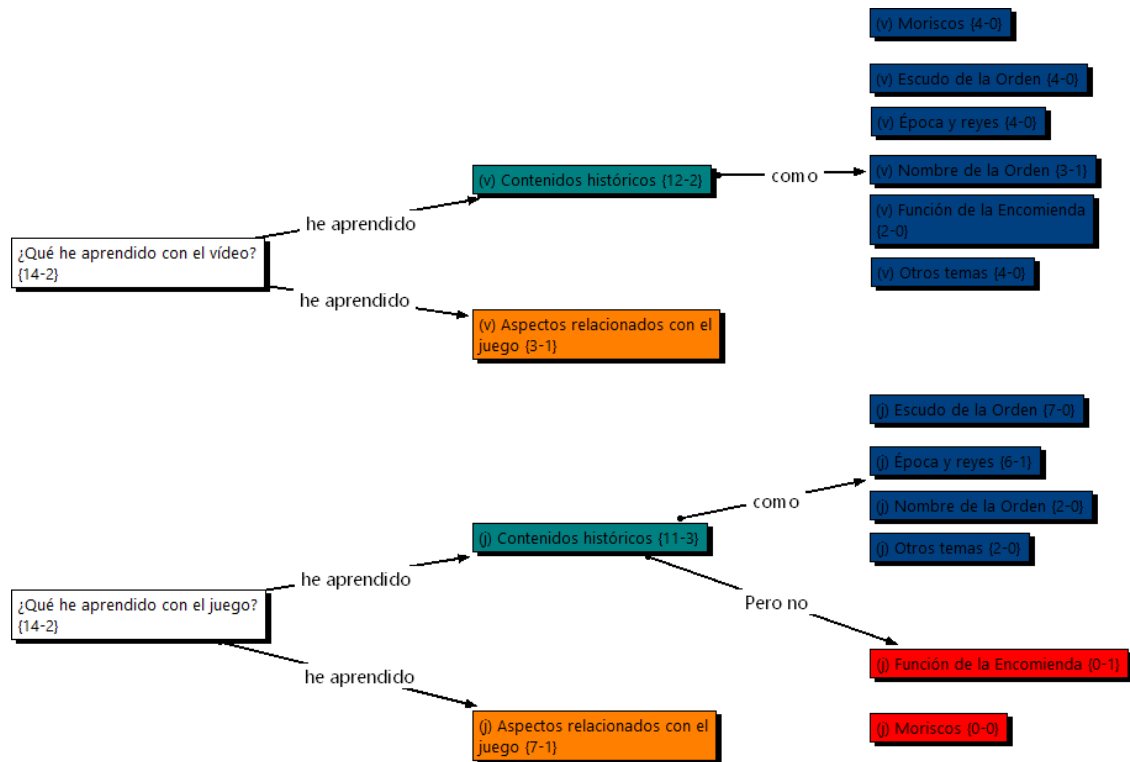 (v) Moriscos {4-0}
(v) Escudo de la Orden {4-0}
(v) Época y reyes {4-0}
(v) Contenidos históricos {12-2}
como
(v) Nombre de la Orden {3-1}
(v) Función de la Encomienda
{2-0}
he aprendido
¿Qué he aprendido con el vídeo?
{14-2}
(v) Otros temas {4-0}
he aprendido
(v) Aspectos relacionados con el
juego {3-1}
(j) Escudo de la Orden {7-0}
(j) Época y reyes {6-1}
como
(j) Nombre de la Orden {2-0}
(j) Contenidos históricos {11-3}
(j) Otros temas {2-0}
he aprendido
¿Qué he aprendido con el juego?
{14-2}
Pero no
(j) Función de la Encomienda {0-1}
he aprendido
(j) Aspectos relacionados con el
juego {7-1}
(j) Moriscos {0-0}